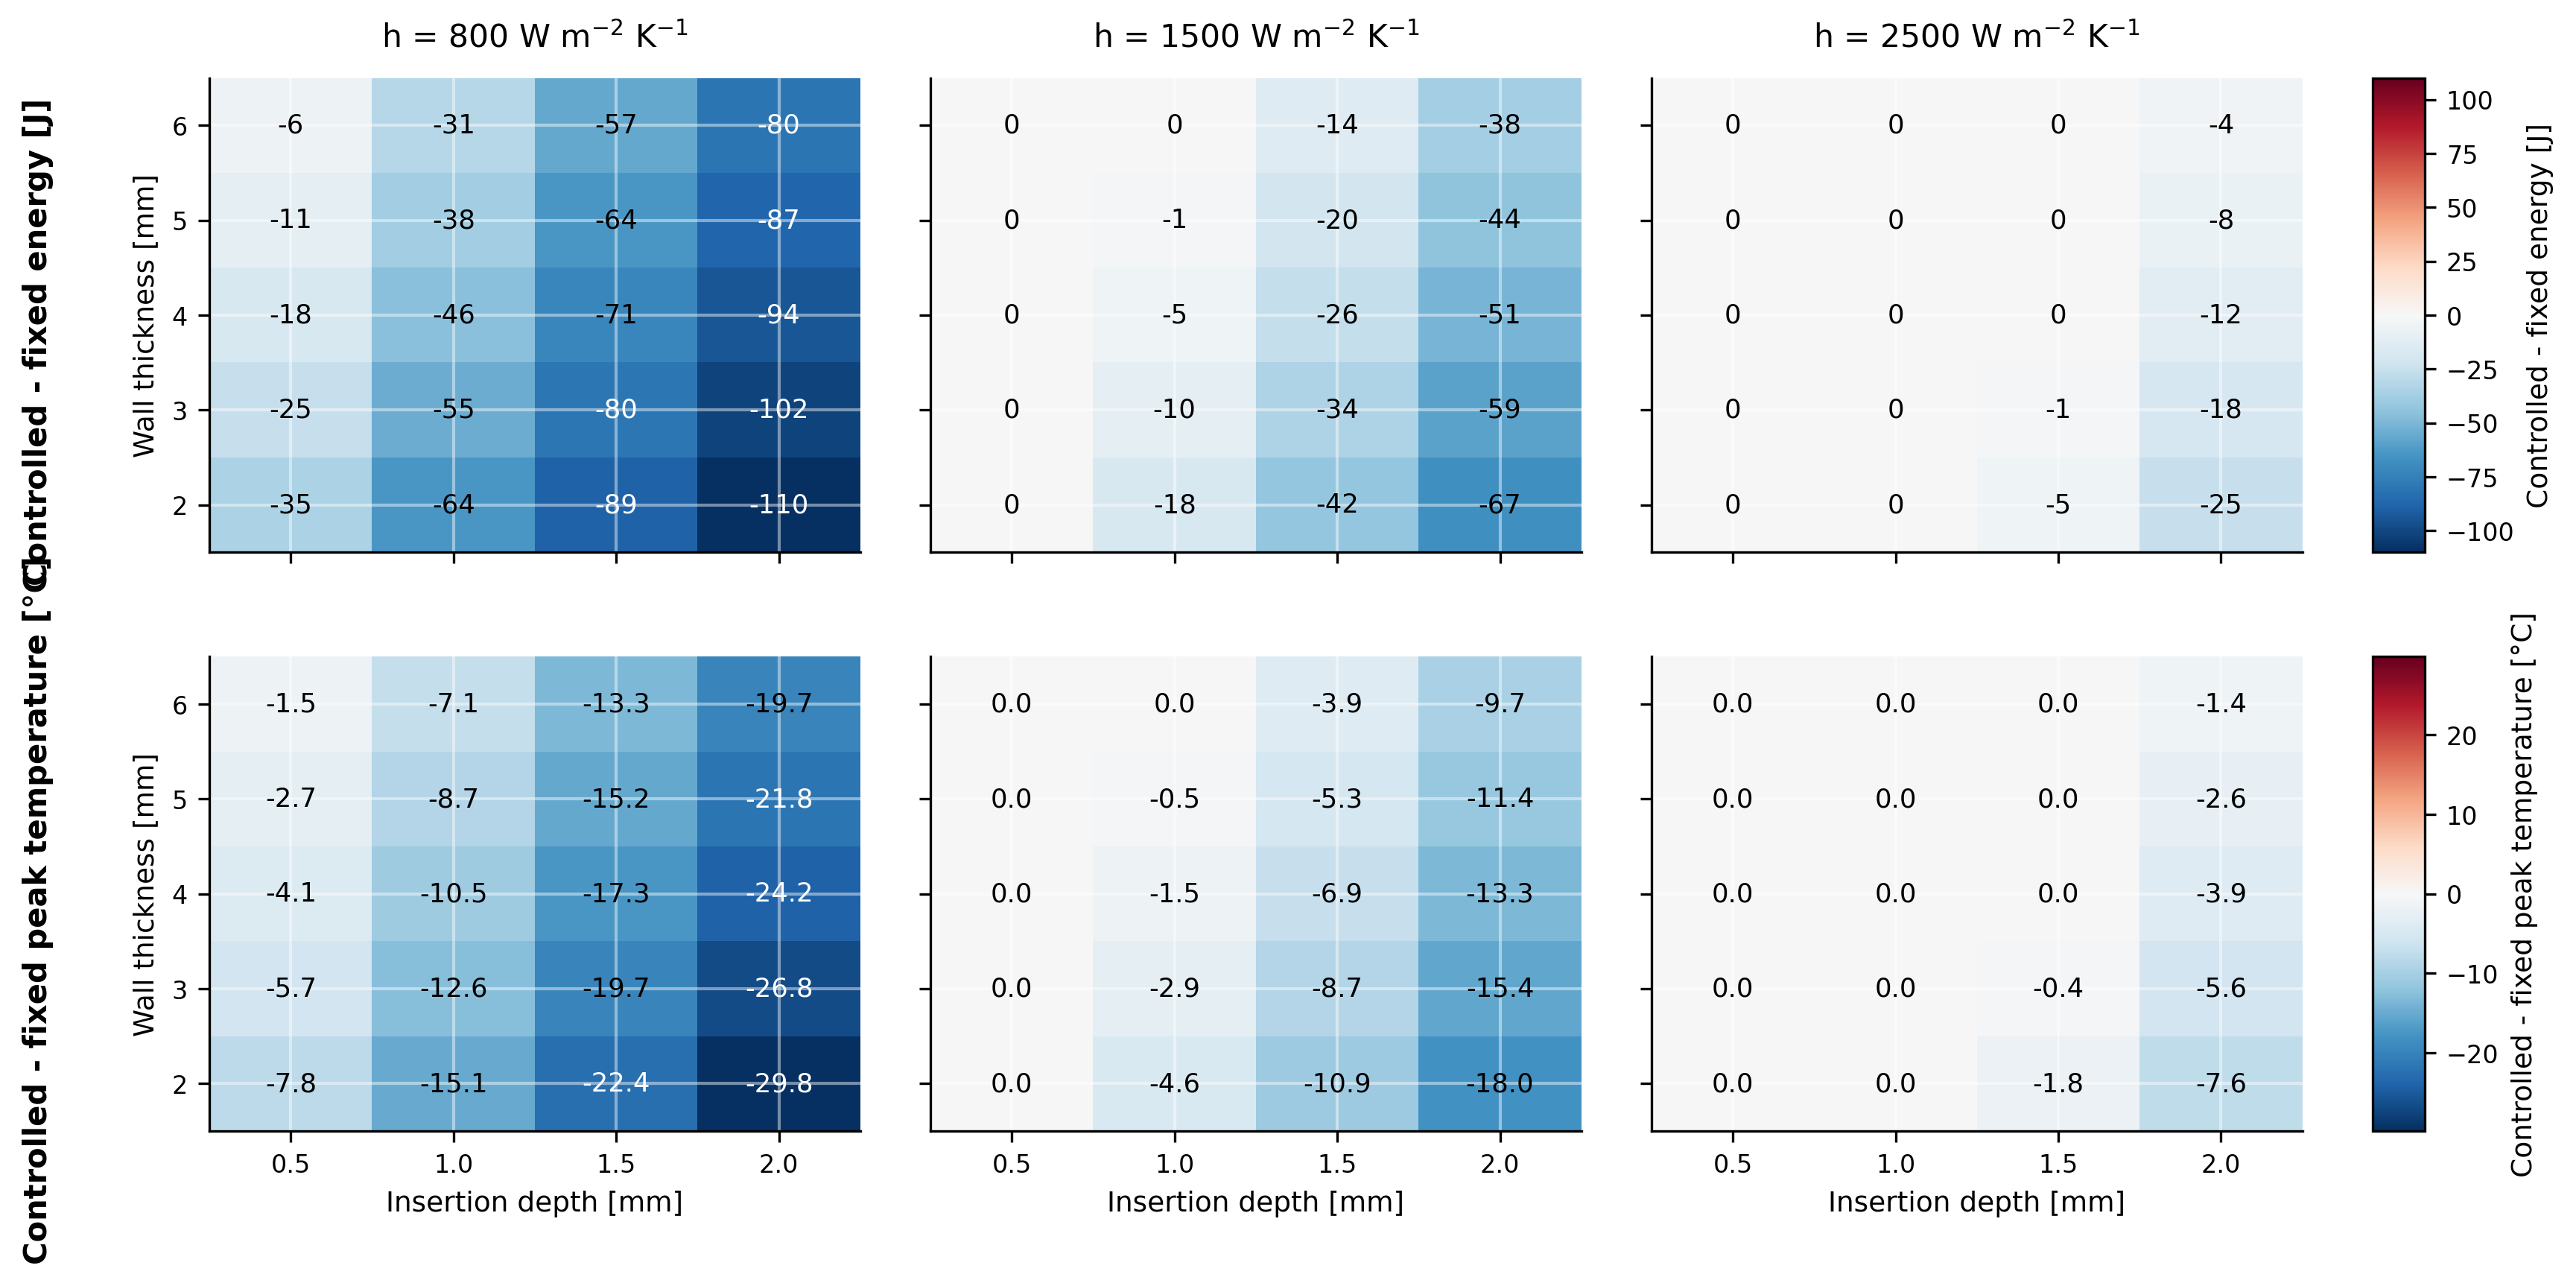 h = 800 W m⁻² K⁻¹
h = 1500 W m⁻² K⁻¹
h = 2500 W m⁻² K⁻¹
Controlled - fixed energy [J]
Wall thickness [mm]
6 -6 -31 -57 -80 0 0 -14 -38 0 0 0 -4
5 -11 -38 -64 -87 0 -1 -20 -44 0 0 0 -8
4 -18 -46 -71 -94 0 -5 -26 -51 0 0 0 -12
3 -25 -55 -80 -102 0 -10 -34 -59 0 0 -1 -18
2 -35 -64 -89 -110 0 -18 -42 -67 0 0 -5 -25
100
75
50
25
0
−25
−50
−75
−100
Controlled - fixed energy [J]
Controlled - fixed peak temperature [°C]
Wall thickness [mm]
6 -1.5 -7.1 -13.3 -19.7 0.0 0.0 -3.9 -9.7 0.0 0.0 0.0 -1.4
5 -2.7 -8.7 -15.2 -21.8 0.0 -0.5 -5.3 -11.4 0.0 0.0 0.0 -2.6
4 -4.1 -10.5 -17.3 -24.2 0.0 -1.5 -6.9 -13.3 0.0 0.0 0.0 -3.9
3 -5.7 -12.6 -19.7 -26.8 0.0 -2.9 -8.7 -15.4 0.0 0.0 -0.4 -5.6
2 -7.8 -15.1 -22.4 -29.8 0.0 -4.6 -10.9 -18.0 0.0 0.0 -1.8 -7.6
0.5 1.0 1.5 2.0 0.5 1.0 1.5 2.0 0.5 1.0 1.5 2.0
Insertion depth [mm]
Insertion depth [mm]
Insertion depth [mm]
20
10
0
−10
−20
Controlled - fixed peak temperature [°C]